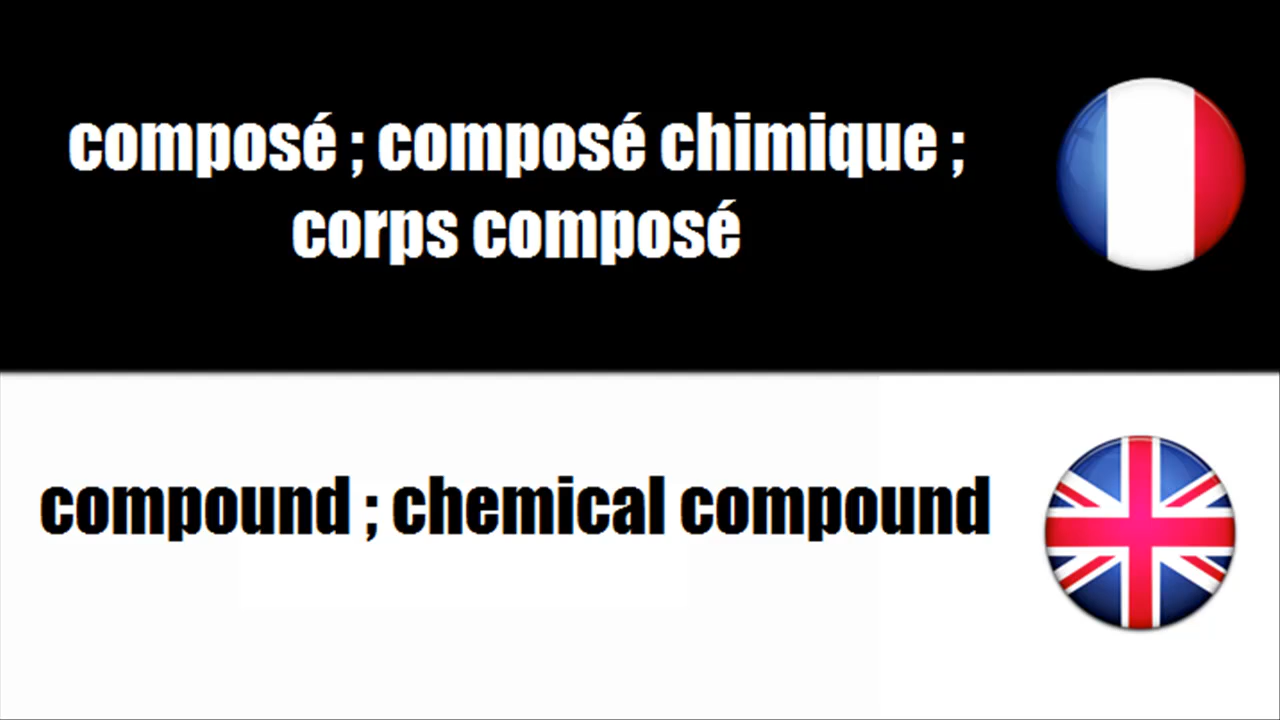 composé ; composé chimique ;
corps composé
compound ; chemical compound